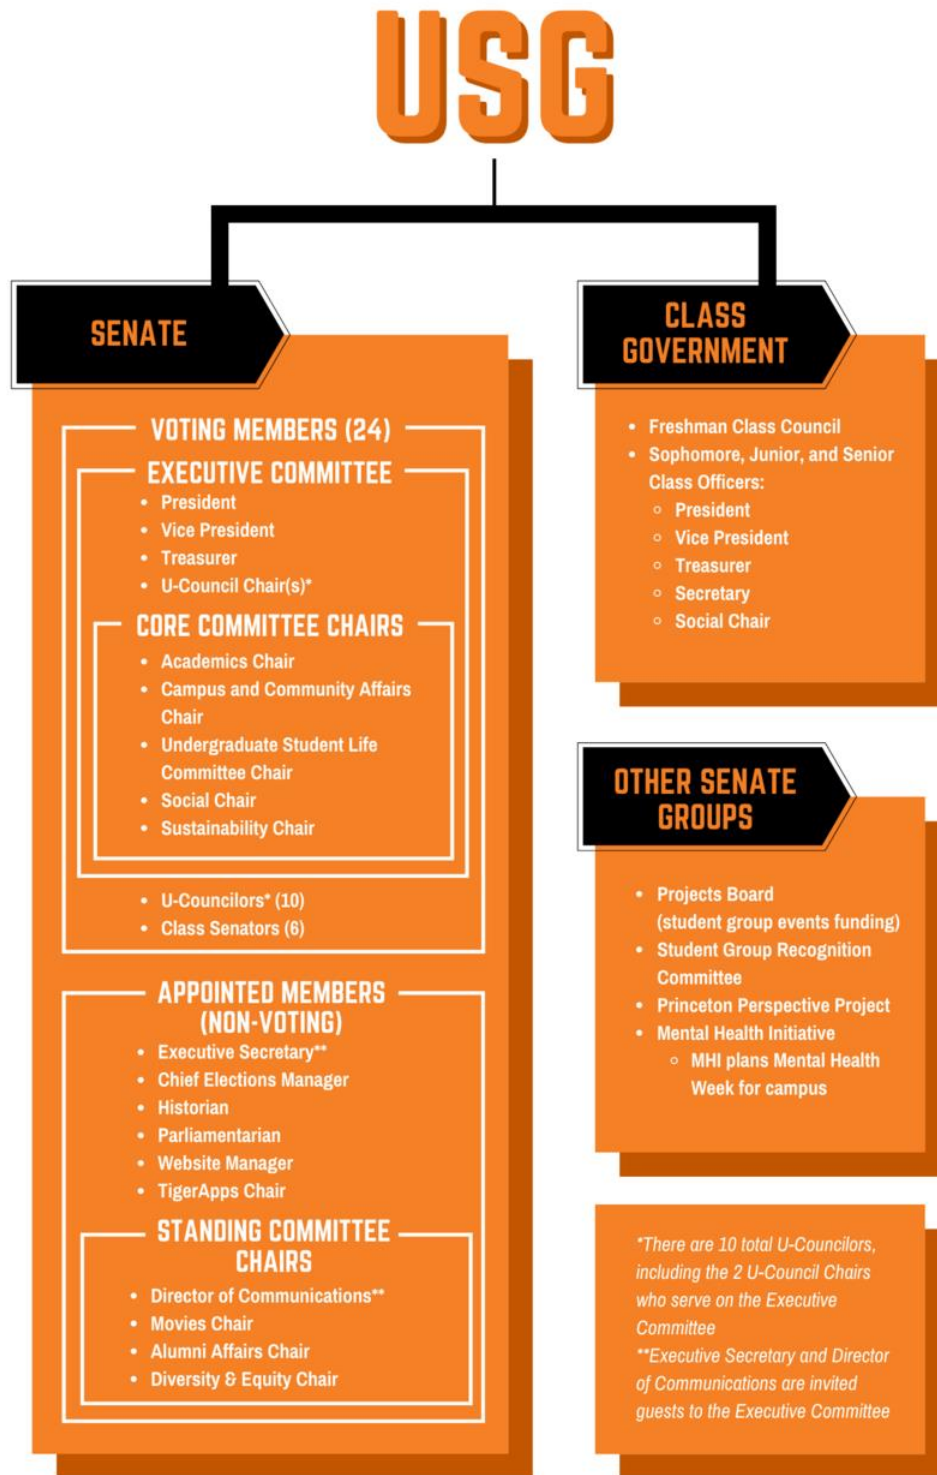 USG
SENATE
VOTING MEMBERS (24)
EXECUTIVE COMMITTEE
• President
• Vice President
• Treasurer
• U-Council Chair(s)*
CORE COMMITTEE CHAIRS
• Academics Chair
• Campus and Community Affairs
Chair
• Undergraduate Student Life
Committee Chair
• Social Chair
• Sustainability Chair
• U-Councilors* (10)
• Class Senators (6)
APPOINTED MEMBERS
(NON-VOTING)
• Executive Secretary**
• Chief Elections Manager
• Historian
• Parliamentarian
• Website Manager
• TigerApps Chair
STANDING COMMITTEE
CHAIRS
• Director of Communications**
• Movies Chair
• Alumni Affairs Chair
• Diversity & Equity Chair
CLASS
GOVERNMENT
• Freshman Class Council
• Sophomore, Junior, and Senior
Class Officers:
○ President
○ Vice President
○ Treasurer
○ Secretary
○ Social Chair
OTHER SENATE
GROUPS
• Projects Board
(student group events funding)
• Student Group Recognition
Committee
• Princeton Perspective Project
• Mental Health Initiative
○ MHI plans Mental Health
Week for campus
*There are 10 total U-Councilors,
including the 2 U-Council Chairs
who serve on the Executive
Committee
**Executive Secretary and Director
of Communications are invited
guests to the Executive Committee